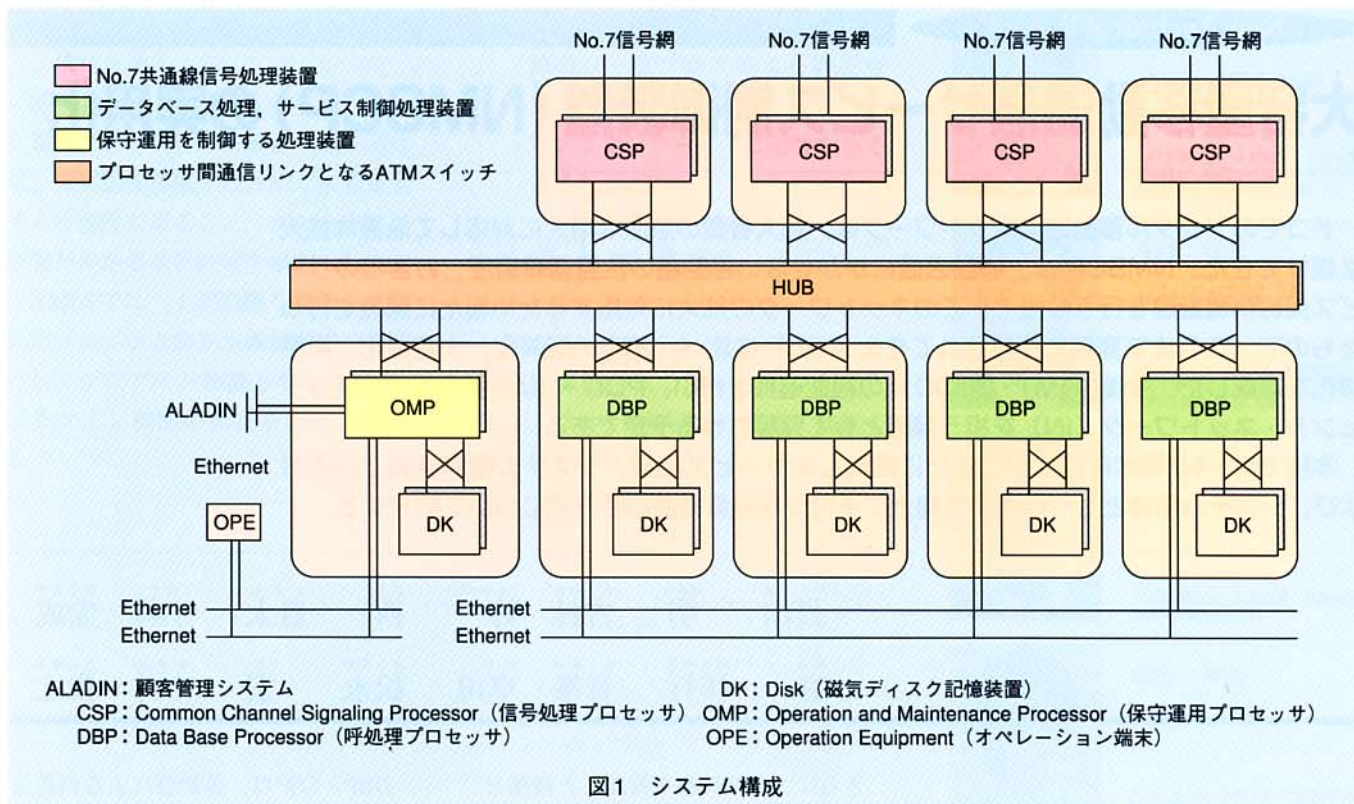 No.7信号網 No.7信号網 No.7信号網 No.7信号網
No.7共通線信号処理装置
データベース処理，サービス制御処理装置
保守運用を制御する処理装置
プロセッサ間通信リンクとなるATMスイッチ
CSP CSP CSP CSP
HUB
ALADIN
OMP DBP DBP DBP DBP
Ethernet
OPE
DK DK DK DK DK
Ethernet Ethernet
Ethernet Ethernet
ALADIN：顧客管理システム
CSP：Common Channel Signaling Processor（信号処理プロセッサ）
DBP：Data Base Processor（呼処理プロセッサ）
DK：Disk（磁気ディスク記憶装置）
OMP：Operation and Maintenance Processor（保守運用プロセッサ）
OPE：Operation Equipment（オペレーション端末）
図1 システム構成